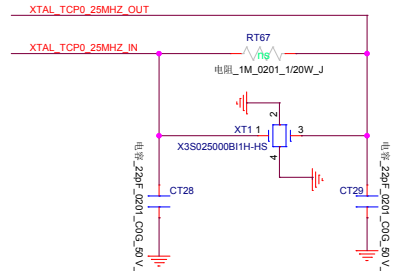 XTAL_TCP0_25MHZ_OUT
XTAL_TCP0_25MHZ_IN
RT67
ns
电阻_1M_0201_1/20W_J
2
XT1 1
3
X3S025000BI1H-HS
4
电容_22pF_0201_C0G_50V_
CT28
CT29
电容_22pF_0201_C0G_50V_